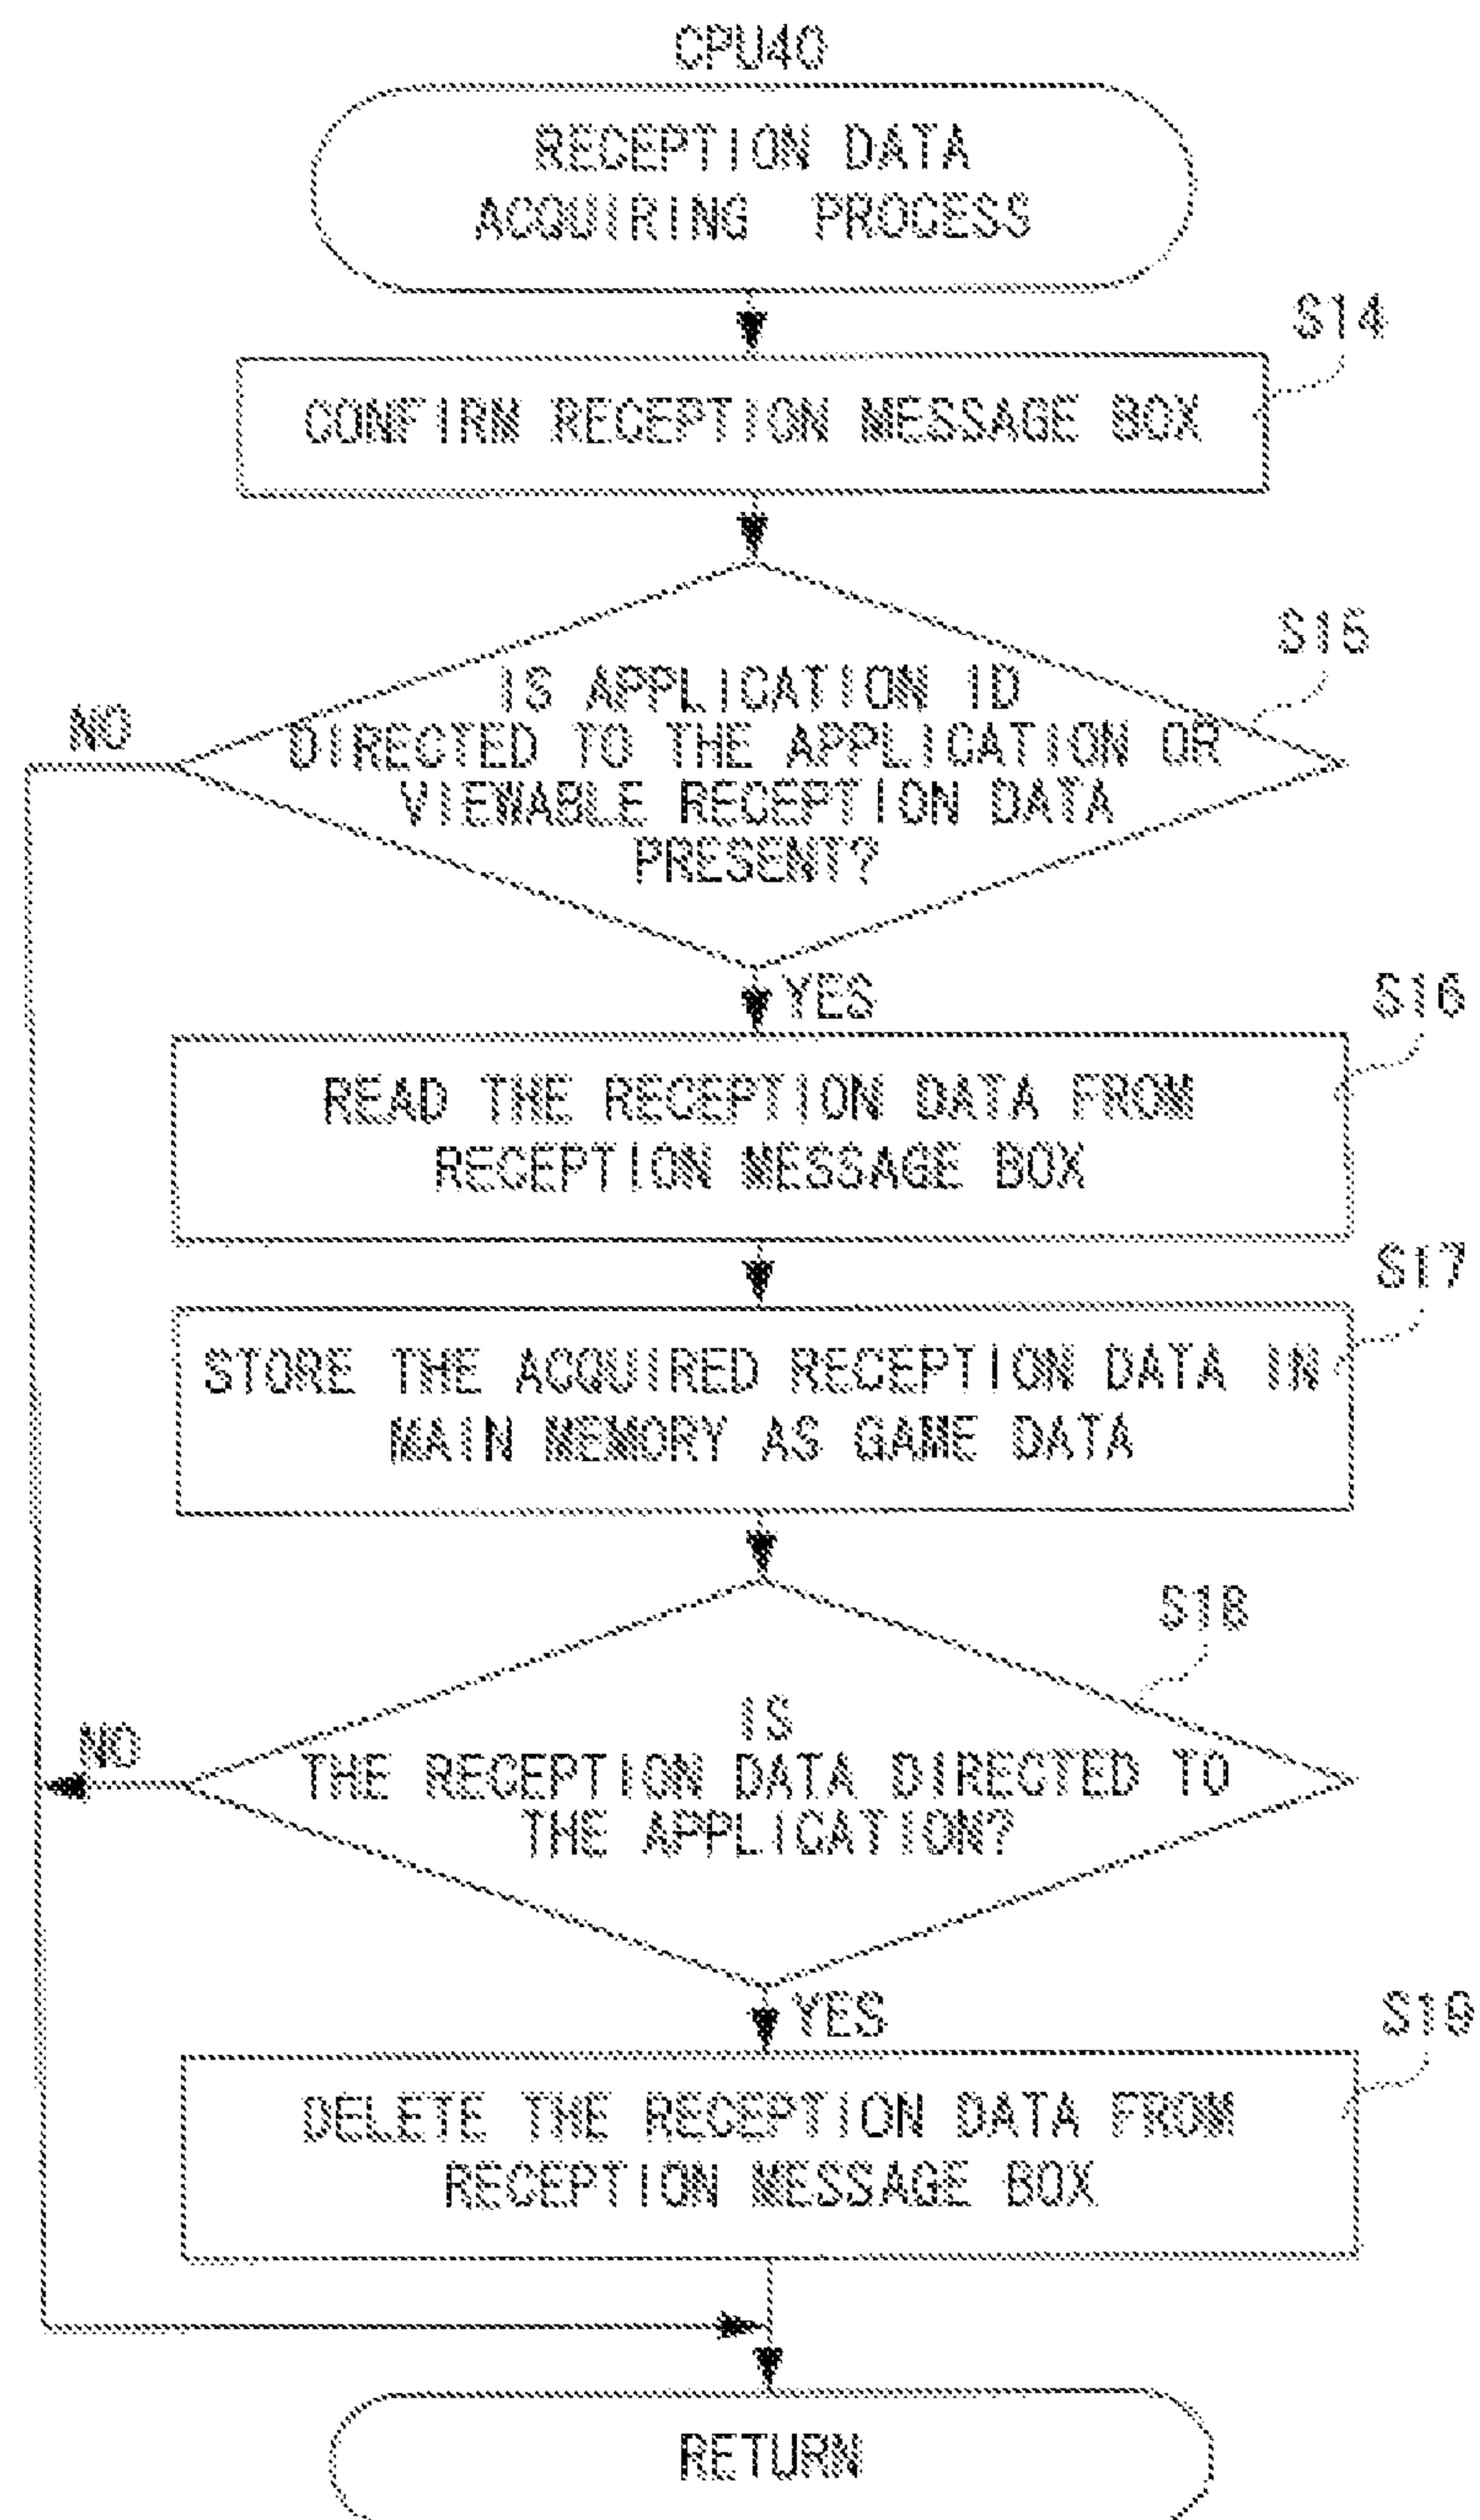 CPU40
RECEPTION DATA
ACQUIRING PROCESS
S14
CONFIRM RECEPTION MESSAGE BOX
S15
IS APPLICATION ID
DIRECTED TO THE APPLICATION OR
VIEWABLE RECEPTION DATA
PRESENT?
NO
YES
S16
READ THE RECEPTION DATA FROM
RECEPTION MESSAGE BOX
S17
STORE THE ACQUIRED RECEPTION DATA IN
MAIN MEMORY AS GAME DATA
S18
IS
THE RECEPTION DATA DIRECTED TO
THE APPLICATION?
NO
YES
S19
DELETE THE RECEPTION DATA FROM
RECEPTION MESSAGE BOX
RETURN